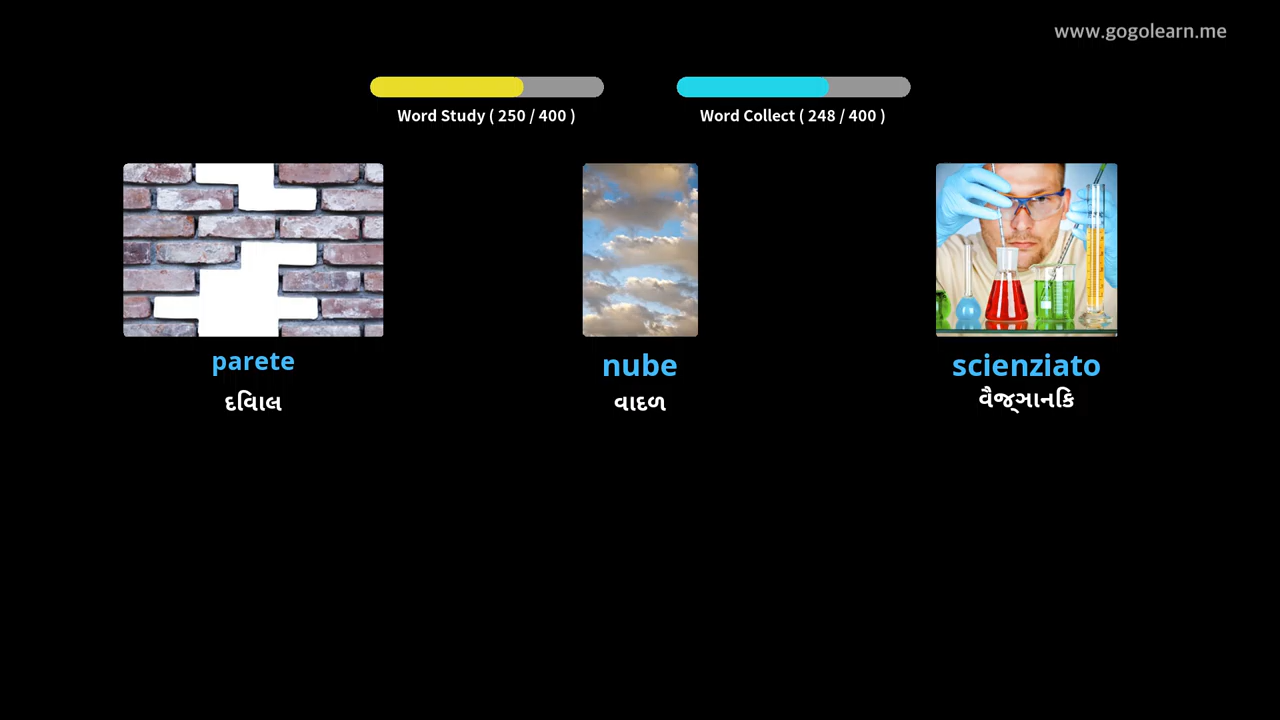 www.gogolearn.me
Word Study ( 250 / 400 )
Word Collect ( 248 / 400 )
parete
દિવાલ
nube
વાદળ
scienziato
વૈજ્ઞાનિક